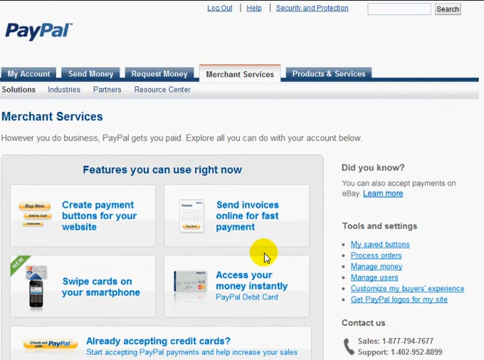 Log Out | Help | Security and Protection
Search
PayPal
My Account
Send Money
Request Money
Merchant Services
Products & Services
Solutions
Industries
Partners
Resource Center
Merchant Services
However you do business, PayPal gets you paid. Explore all you can do with your account below.
Features you can use right now
Create payment
buttons for your
website
Send invoices
online for fast
payment
NEW
Swipe cards on
your smartphone
Access your
money instantly
PayPal Debit Card
Already accepting credit cards?
Start accepting PayPal payments and help increase your sales
Did you know?
You can also accept payments on
eBay. Learn more
Tools and settings
My saved buttons
Process orders
Manage money
Manage users
Customize my buyers' experience
Get PayPal logos for my site
Contact us:
Sales: 1-877-794-7677
Support: 1-402-952-8899